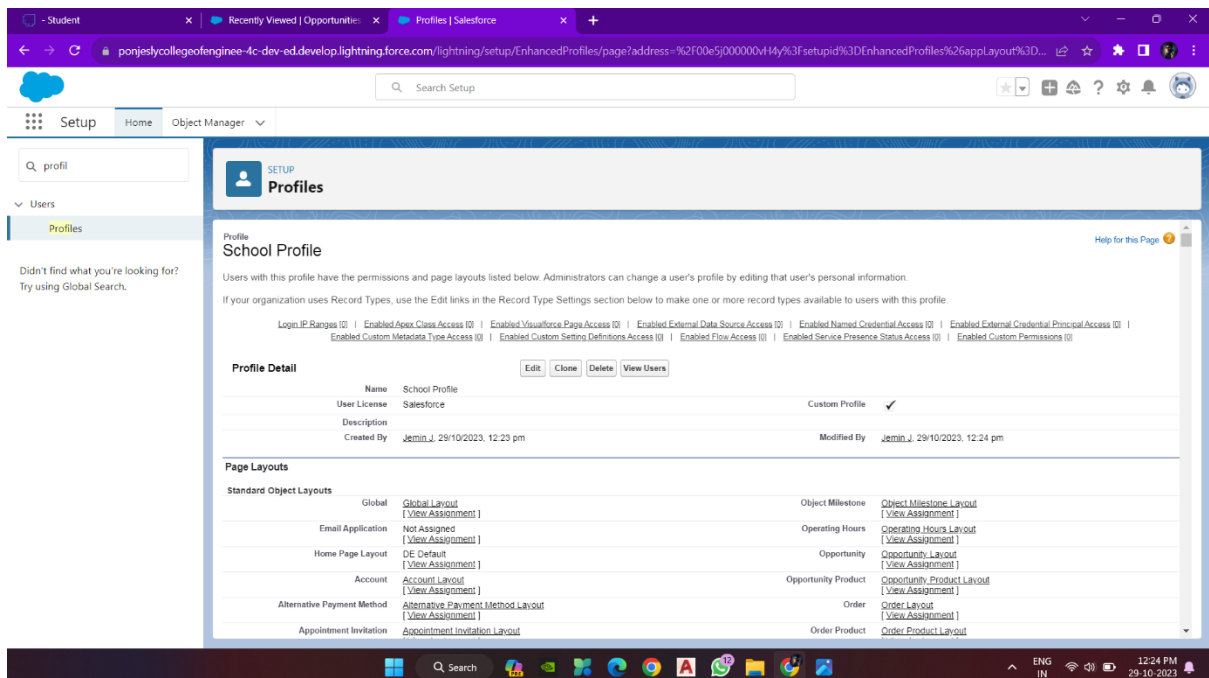 - Student
Recently Viewed | Opportunities
Profiles | Salesforce
ponjeslycollegeofenginee-4c-dev-ed.develop.lightning.force.com/lightning/setup/EnhancedProfiles/page?address=%2F00e5j000000vH4y%3Fsetupid%3DEnhancedProfiles%26appLayout%3D...
Search Setup
Setup Home Object Manager
profil
Users
Profiles
Didn't find what you're looking for?
Try using Global Search.
SETUP
Profiles
Profile
School Profile
Help for this Page
Users with this profile have the permissions and page layouts listed below. Administrators can change a user's profile by editing that user's personal information.
If your organization uses Record Types, use the Edit links in the Record Type Settings section below to make one or more record types available to users with this profile.
Login IP Ranges [0] | Enabled Apex Class Access [0] | Enabled Visualforce Page Access [0] | Enabled External Data Source Access [0] | Enabled Named Credential Access [0] | Enabled External Credential Principal Access [0] |
Enabled Custom Metadata Type Access [0] | Enabled Custom Setting Definitions Access [0] | Enabled Flow Access [0] | Enabled Service Presence Status Access [0] | Enabled Custom Permissions [0]
Profile Detail Edit Clone Delete View Users
Name School Profile
User License Salesforce Custom Profile ✓
Description
Created By Jemin J, 29/10/2023, 12:23 pm Modified By Jemin J, 29/10/2023, 12:24 pm
Page Layouts
Standard Object Layouts
Global Global Layout Object Milestone Object Milestone Layout
[ View Assignment ] [ View Assignment ]
Email Application Not Assigned Operating Hours Operating Hours Layout
[ View Assignment ] [ View Assignment ]
Home Page Layout DE Default Opportunity Opportunity Layout
[ View Assignment ] [ View Assignment ]
Account Account Layout Opportunity Product Opportunity Product Layout
[ View Assignment ] [ View Assignment ]
Alternative Payment Method Alternative Payment Method Layout Order Order Layout
[ View Assignment ] [ View Assignment ]
Appointment Invitation Appointment Invitation Layout Order Product Order Product Layout
Search
ENG
IN
12:24 PM
29-10-2023